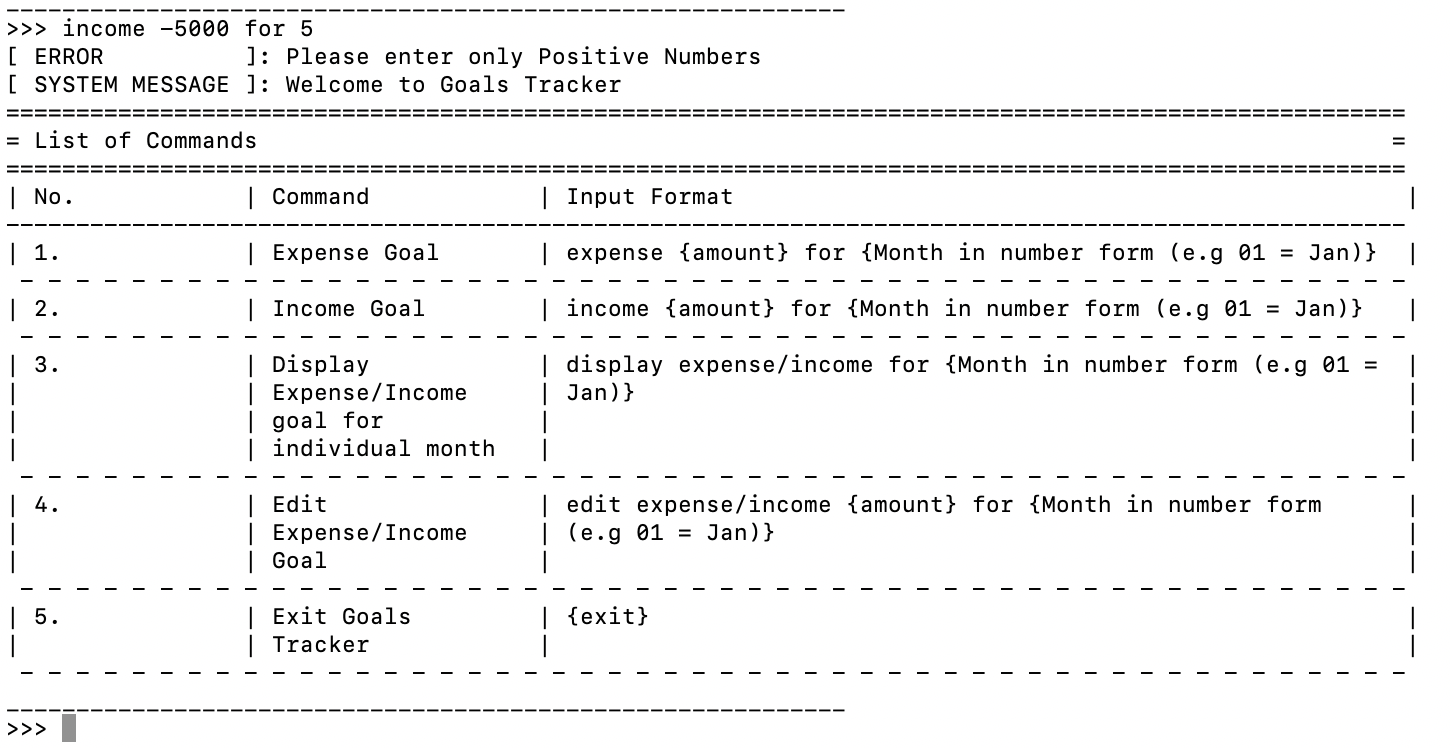 ____________________________________________________________
>>> income -5000 for 5
[ ERROR          ]: Please enter only Positive Numbers
[ SYSTEM MESSAGE ]: Welcome to Goals Tracker
====================================================================================================
= List of Commands                                                                                 =
====================================================================================================
| No.            | Command            | Input Format                                                |
----------------------------------------------------------------------------------------------------
| 1.             | Expense Goal       | expense {amount} for {Month in number form (e.g 01 = Jan)}  |
 - - - - - - - - - - - - - - - - - - - - - - - - - - - - - - - - - - - - - - - - - - - - - - - - - -
| 2.             | Income Goal        | income {amount} for {Month in number form (e.g 01 = Jan)}   |
 - - - - - - - - - - - - - - - - - - - - - - - - - - - - - - - - - - - - - - - - - - - - - - - - - -
| 3.             | Display            | display expense/income for {Month in number form (e.g 01 =  |
|                | Expense/Income     | Jan)}                                                       |
|                | goal for           |                                                             |
|                | individual month   |                                                             |
 - - - - - - - - - - - - - - - - - - - - - - - - - - - - - - - - - - - - - - - - - - - - - - - - - -
| 4.             | Edit               | edit expense/income {amount} for {Month in number form      |
|                | Expense/Income     | (e.g 01 = Jan)}                                             |
|                | Goal               |                                                             |
 - - - - - - - - - - - - - - - - - - - - - - - - - - - - - - - - - - - - - - - - - - - - - - - - - -
| 5.             | Exit Goals         | {exit}                                                      |
|                | Tracker            |                                                             |
 - - - - - - - - - - - - - - - - - - - - - - - - - - - - - - - - - - - - - - - - - - - - - - - - - -
____________________________________________________________
>>>